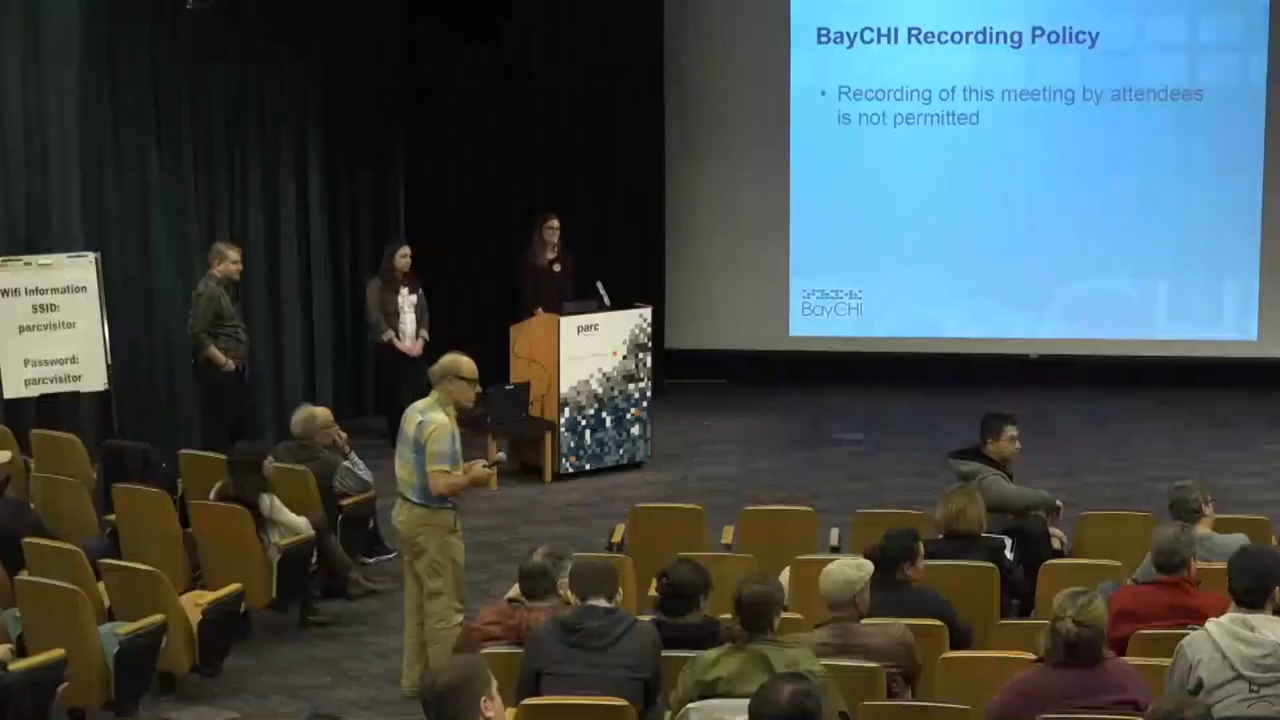 BayCHI Recording Policy
• Recording of this meeting by attendees
is not permitted
BayCHI
Wifi Information
SSID:
parcvisitor
Password:
parcvisitor
parc